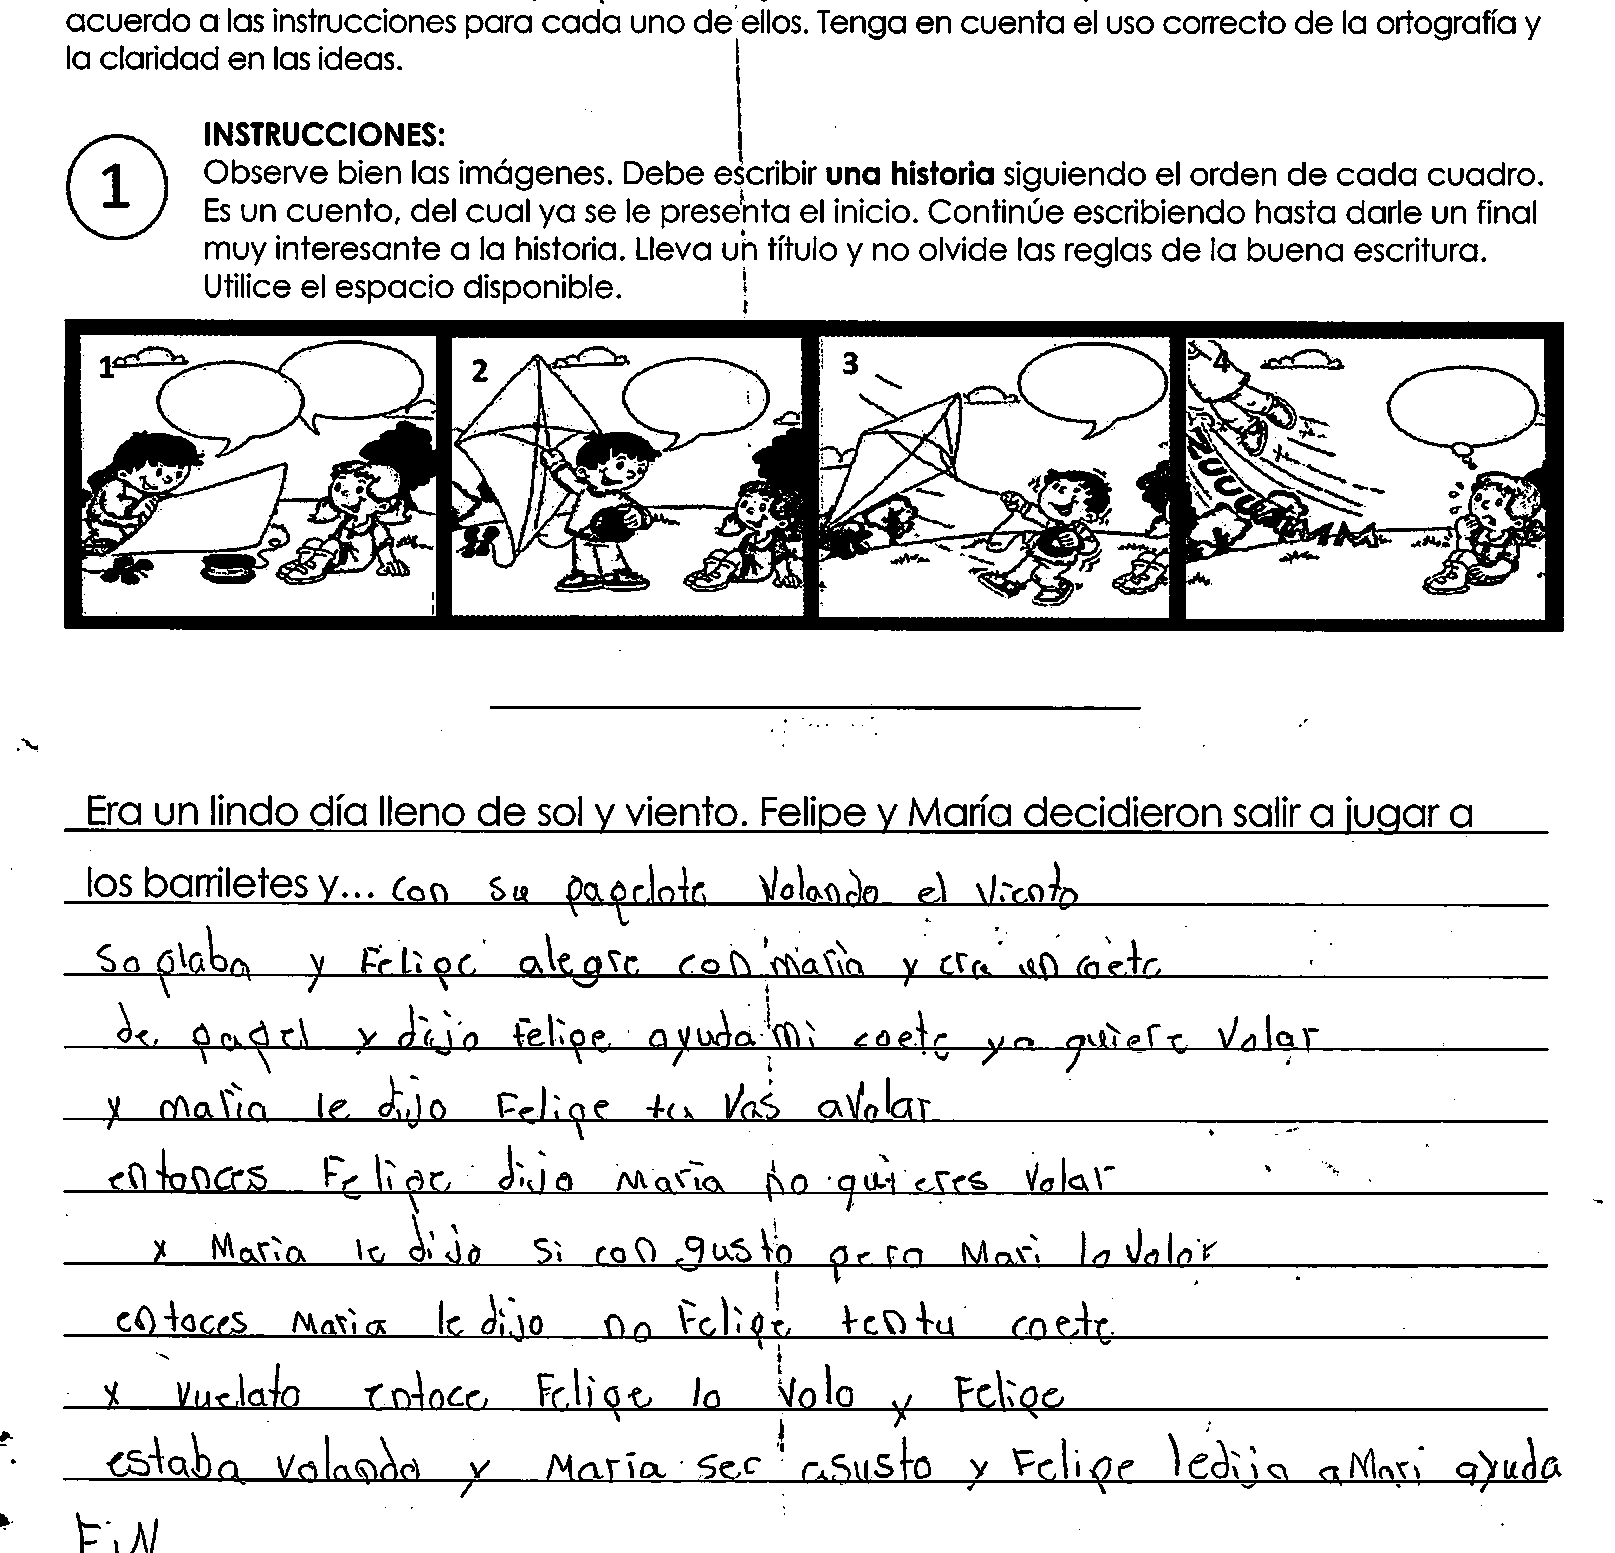 acuerdo a las instrucciones para cada uno de ellos. Tenga en cuenta el uso correcto de la ortografía y
la claridad en las ideas.
1
INSTRUCCIONES:
Observe bien las imágenes. Debe escribir una historia siguiendo el orden de cada cuadro.
Es un cuento, del cual ya se le presenta el inicio. Continúe escribiendo hasta darle un final
muy interesante a la historia. Lleva un título y no olvide las reglas de la buena escritura.
Utilice el espacio disponible.
1 2 3 4
Era un lindo día lleno de sol y viento. Felipe y María decidieron salir a jugar a
los barriletes y... con su papelote volando el viento
soplaba y Felipe alegre con maría y era un coete
de papel y dijo Felipe ayuda mi coete ya quiere volar
y maría le dijo Felipe tu vas avolar
entonces Felipe dijo María no quieres volar
y Maria le dijo si con gusto pero Mari lo volar
entoces Maria le dijo no Felipe ten tu coete
y vuelato entoce Felipe lo volo y Felipe
estaba volando y María ser asusto y Felipe ledijo a Mari ayuda
FiN